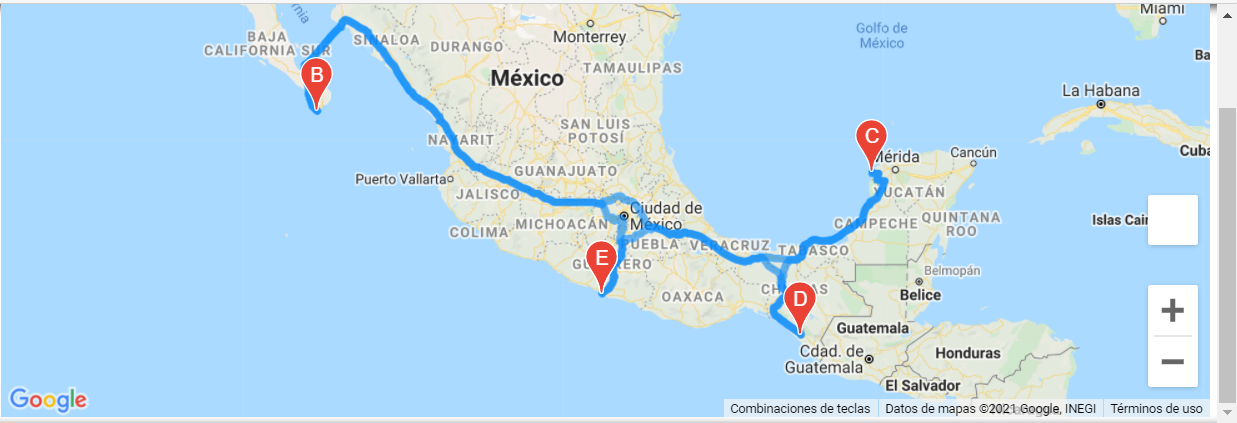 Miami
BAJA
CALIFORNIA SUR
SINALOA
DURANGO
Monterrey
Golfo de
México
TAMAULIPAS
México
B
La Habana
Cuba
SAN LUIS
POTOSÍ
NAYARIT
C
Mérida
Cancún
Puerto Vallarta
GUANAJUATO
JALISCO
YUCATÁN
Ciudad de
México
COLIMA
MICHOACÁN
CAMPECHE
QUINTANA
ROO
Islas Cair
PUEBLA
VERACRUZ
TABASCO
E
GUERRERO
Belmopán
Belice
OAXACA
CHIAPAS
D
+
Guatemala
Cdad. de
Guatemala
Honduras
−
El Salvador
Google
Combinaciones de teclas
Datos de mapas ©2021 Google, INEGI
Términos de uso